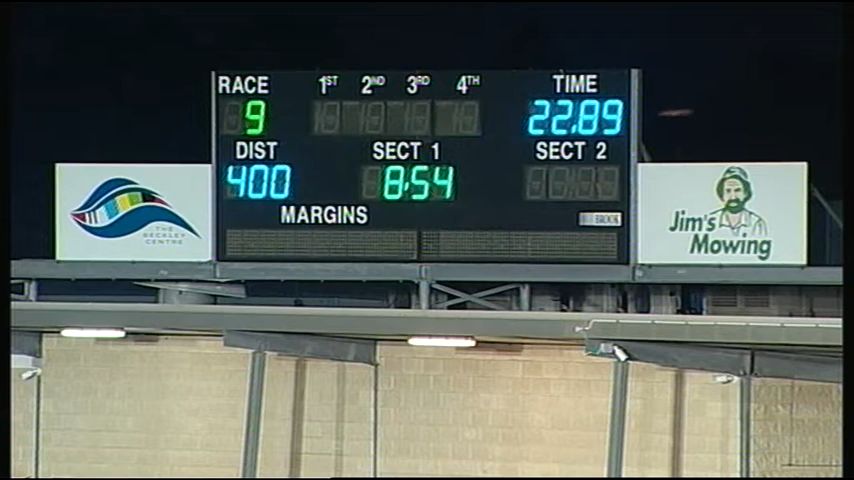 RACE 1ST 2ND 3RD 4TH TIME
9 22.89
DIST SECT 1 SECT 2
400 8:54
MARGINS
THE
BECKLEY
CENTRE
Jim's
Mowing